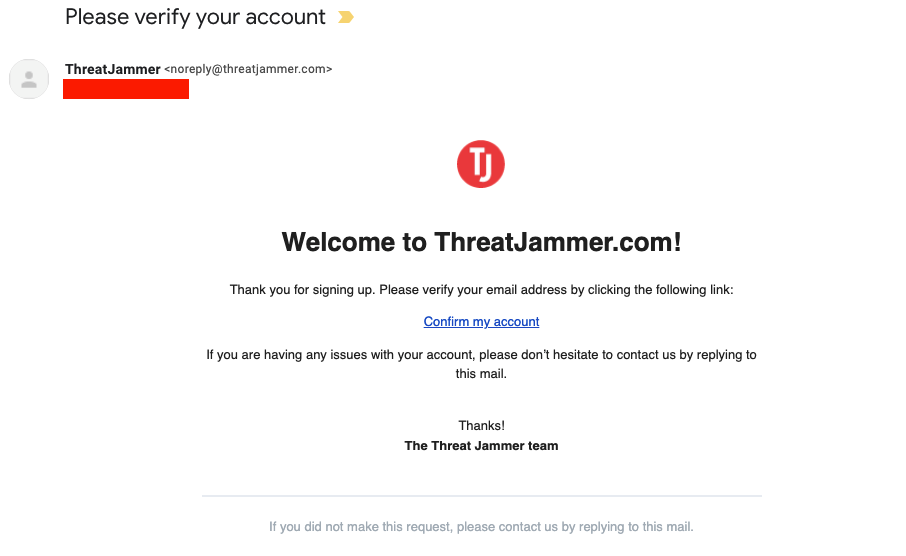 Please verify your account
ThreatJammer <noreply@threatjammer.com>
TJ
Welcome to ThreatJammer.com!
Thank you for signing up. Please verify your email address by clicking the following link:
Confirm my account
If you are having any issues with your account, please don’t hesitate to contact us by replying to
this mail.
Thanks!
The Threat Jammer team
If you did not make this request, please contact us by replying to this mail.